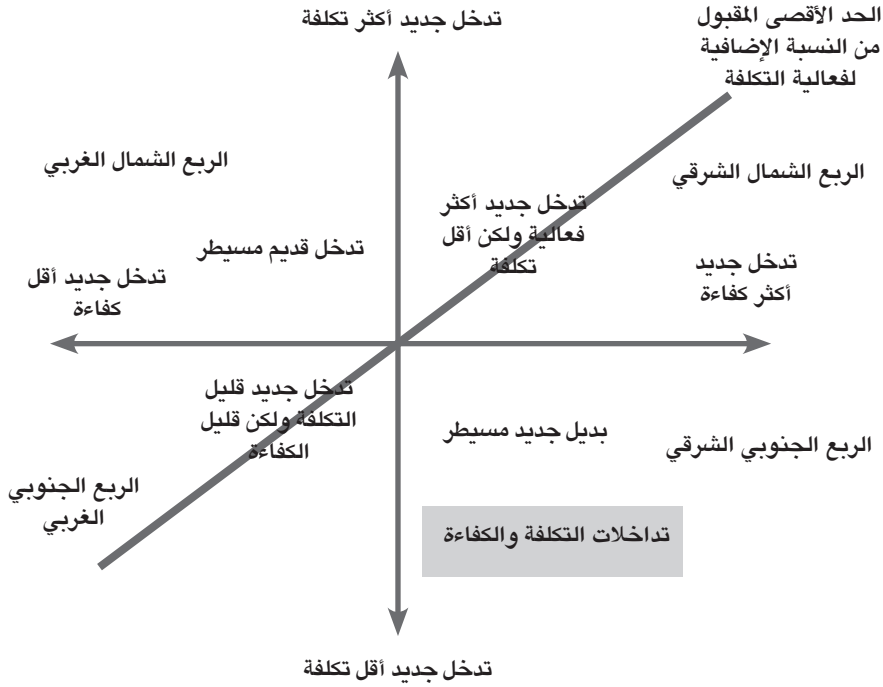 الحد الأقصى المقبول
من النسبة الإضافية
لفعالية التكلفة
تدخل جديد أكثر تكلفة
الربع الشمال الغربي
الربع الشمال الشرقي
تدخل جديد أكثر
فعالية ولكن أقل
تكلفة
تدخل قديم مسيطر
تدخل جديد
أكثر كفاءة
تدخل جديد أقل
كفاءة
تدخل جديد قليل
التكلفة ولكن قليل
الكفاءة
بديل جديد مسيطر
الربع الجنوبي الشرقي
الربع الجنوبي
الغربي
تداخلات التكلفة والكفاءة
تدخل جديد أقل تكلفة